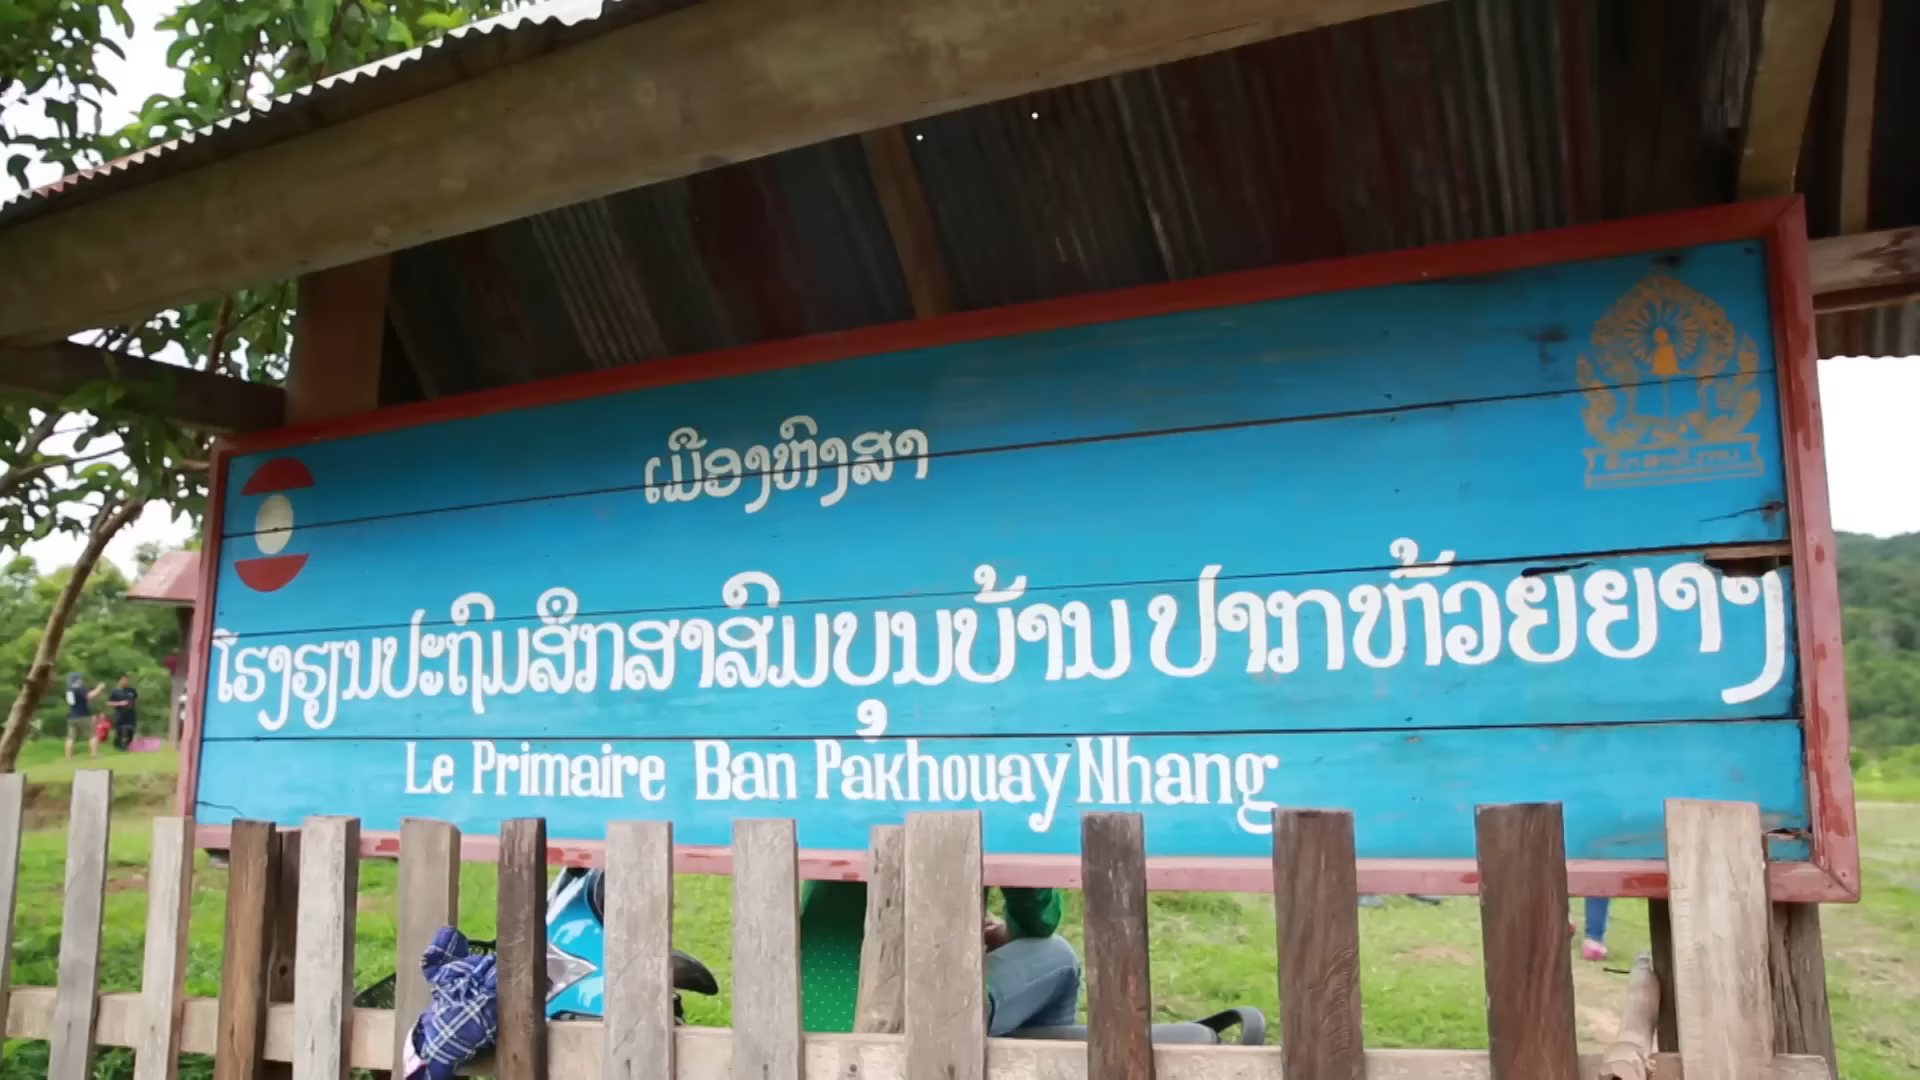 ເມືອງຫົງສາ
ໂຮງຮຽນປະຖົມສຶກສາສົມບູນບ້ານ ປາກຫ້ວຍຍາງ
Le Primaire Ban Pakhouay Nhang